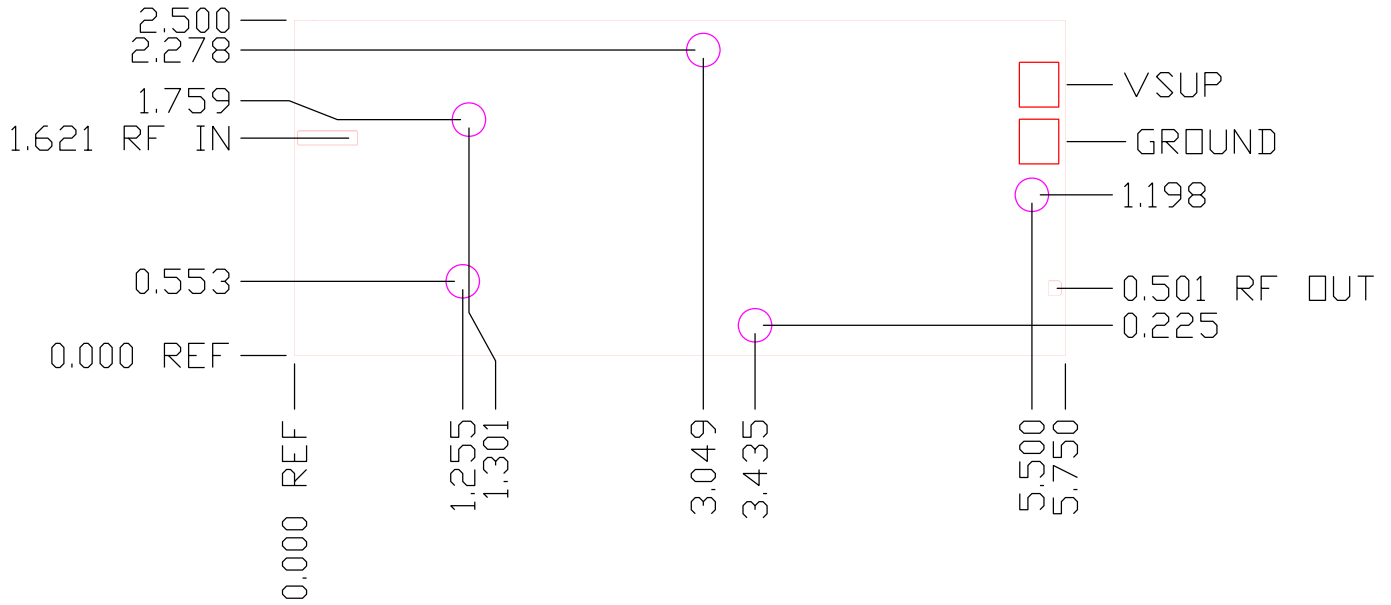 2.500
2.278
1.759
1.621 RF IN
0.553
0.000 REF
VSUP
GROUND
1.198
0.501 RF OUT
0.225
0.000 REF
1.255
1.301
3.049
3.435
5.500
5.750